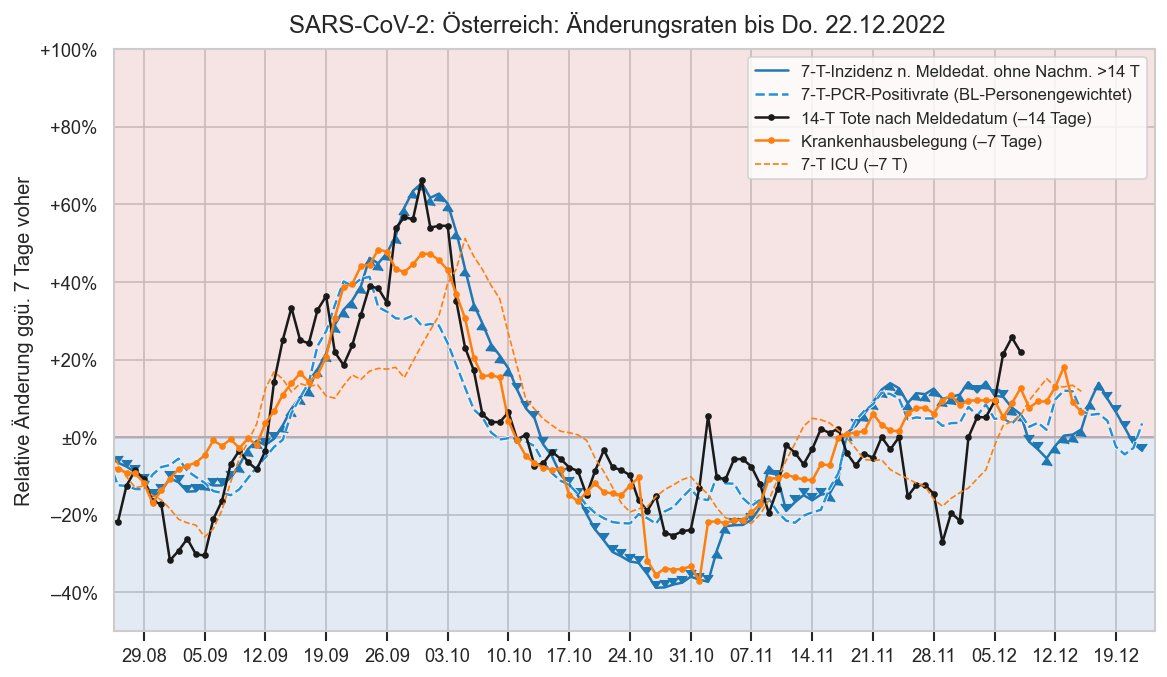 SARS-CoV-2: Österreich: Änderungsraten bis Do. 22.12.2022
+100%
+80%
+60%
+40%
+20%
±0%
–20%
–40%
Relative Änderung ggü. 7 Tage voher
7-T-Inzidenz n. Meldedat. ohne Nachm. >14 T
7-T-PCR-Positivrate (BL-Personengewichtet)
14-T Tote nach Meldedatum (–14 Tage)
Krankenhausbelegung (–7 Tage)
7-T ICU (–7 T)
29.08 05.09 12.09 19.09 26.09 03.10 10.10 17.10 24.10 31.10 07.11 14.11 21.11 28.11 05.12 12.12 19.12